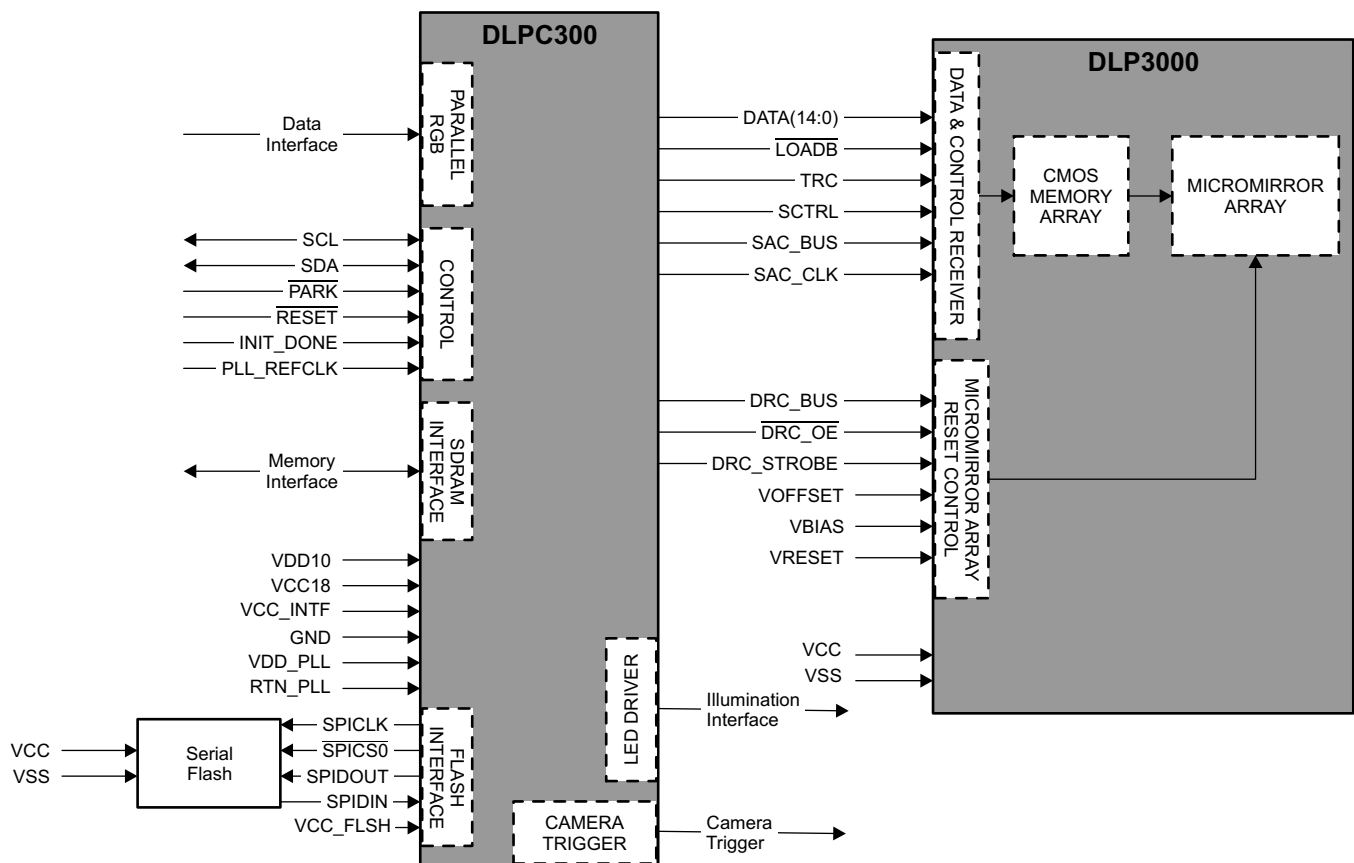 DLPC300
PARALLEL
RGB
Data
Interface
SCL
SDA
PARK
RESET
INIT_DONE
PLL_REFCLK
CONTROL
Memory
Interface
SDRAM
INTERFACE
VDD10
VCC18
VCC_INTF
GND
VDD_PLL
RTN_PLL
VCC
VSS
Serial
Flash
SPICLK
SPICS0
SPIDOUT
SPIDIN
VCC_FLSH
FLASH
INTERFACE
LED DRIVER
Illumination
Interface
CAMERA
TRIGGER
Camera
Trigger
DATA(14:0)
LOADB
TRC
SCTRL
SAC_BUS
SAC_CLK
DRC_BUS
DRC_OE
DRC_STROBE
VOFFSET
VBIAS
VRESET
VCC
VSS
DLP3000
DATA & CONTROL RECEIVER
CMOS
MEMORY
ARRAY
MICROMIRROR
ARRAY
MICROMIRROR ARRAY
RESET CONTROL